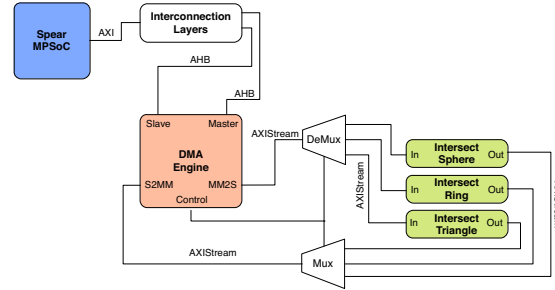 Spear
MPSoC
AXI
Interconnection
Layers
AHB
AHB
Slave
Master
DMA
Engine
S2MM
MM2S
Control
AXIStream
DeMux
AXIStream
In
Intersect
Sphere
Out
In
Intersect
Ring
Out
In
Intersect
Triangle
Out
AXIStream
Mux